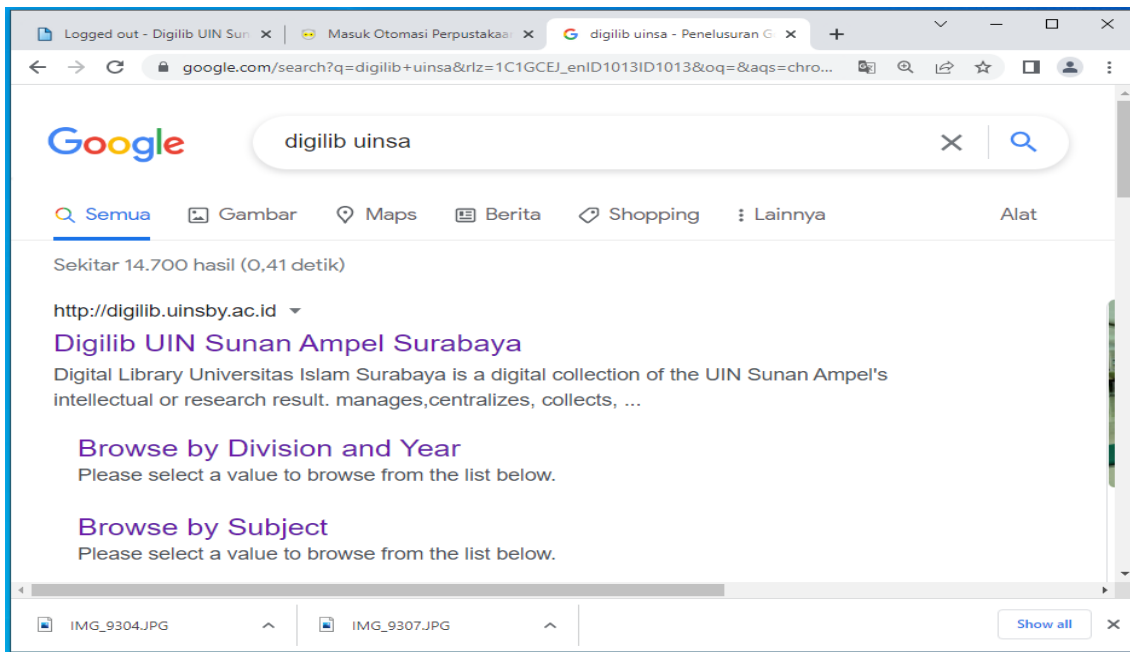 Logged out - Digilib UIN Sun
Masuk Otomasi Perpustakaa
digilib uinsa - Penelusuran G
google.com/search?q=digilib+uinsa&rlz=1C1GCEJ_enID1013ID1013&oq=&aqs=chro...
Google
digilib uinsa
Semua Gambar Maps Berita Shopping Lainnya Alat
Sekitar 14.700 hasil (0,41 detik)
http://digilib.uinsby.ac.id
Digilib UIN Sunan Ampel Surabaya
Digital Library Universitas Islam Surabaya is a digital collection of the UIN Sunan Ampel's
intellectual or research result. manages,centralizes, collects, ...
Browse by Division and Year
Please select a value to browse from the list below.
Browse by Subject
Please select a value to browse from the list below.
IMG_9304.JPG IMG_9307.JPG Show all